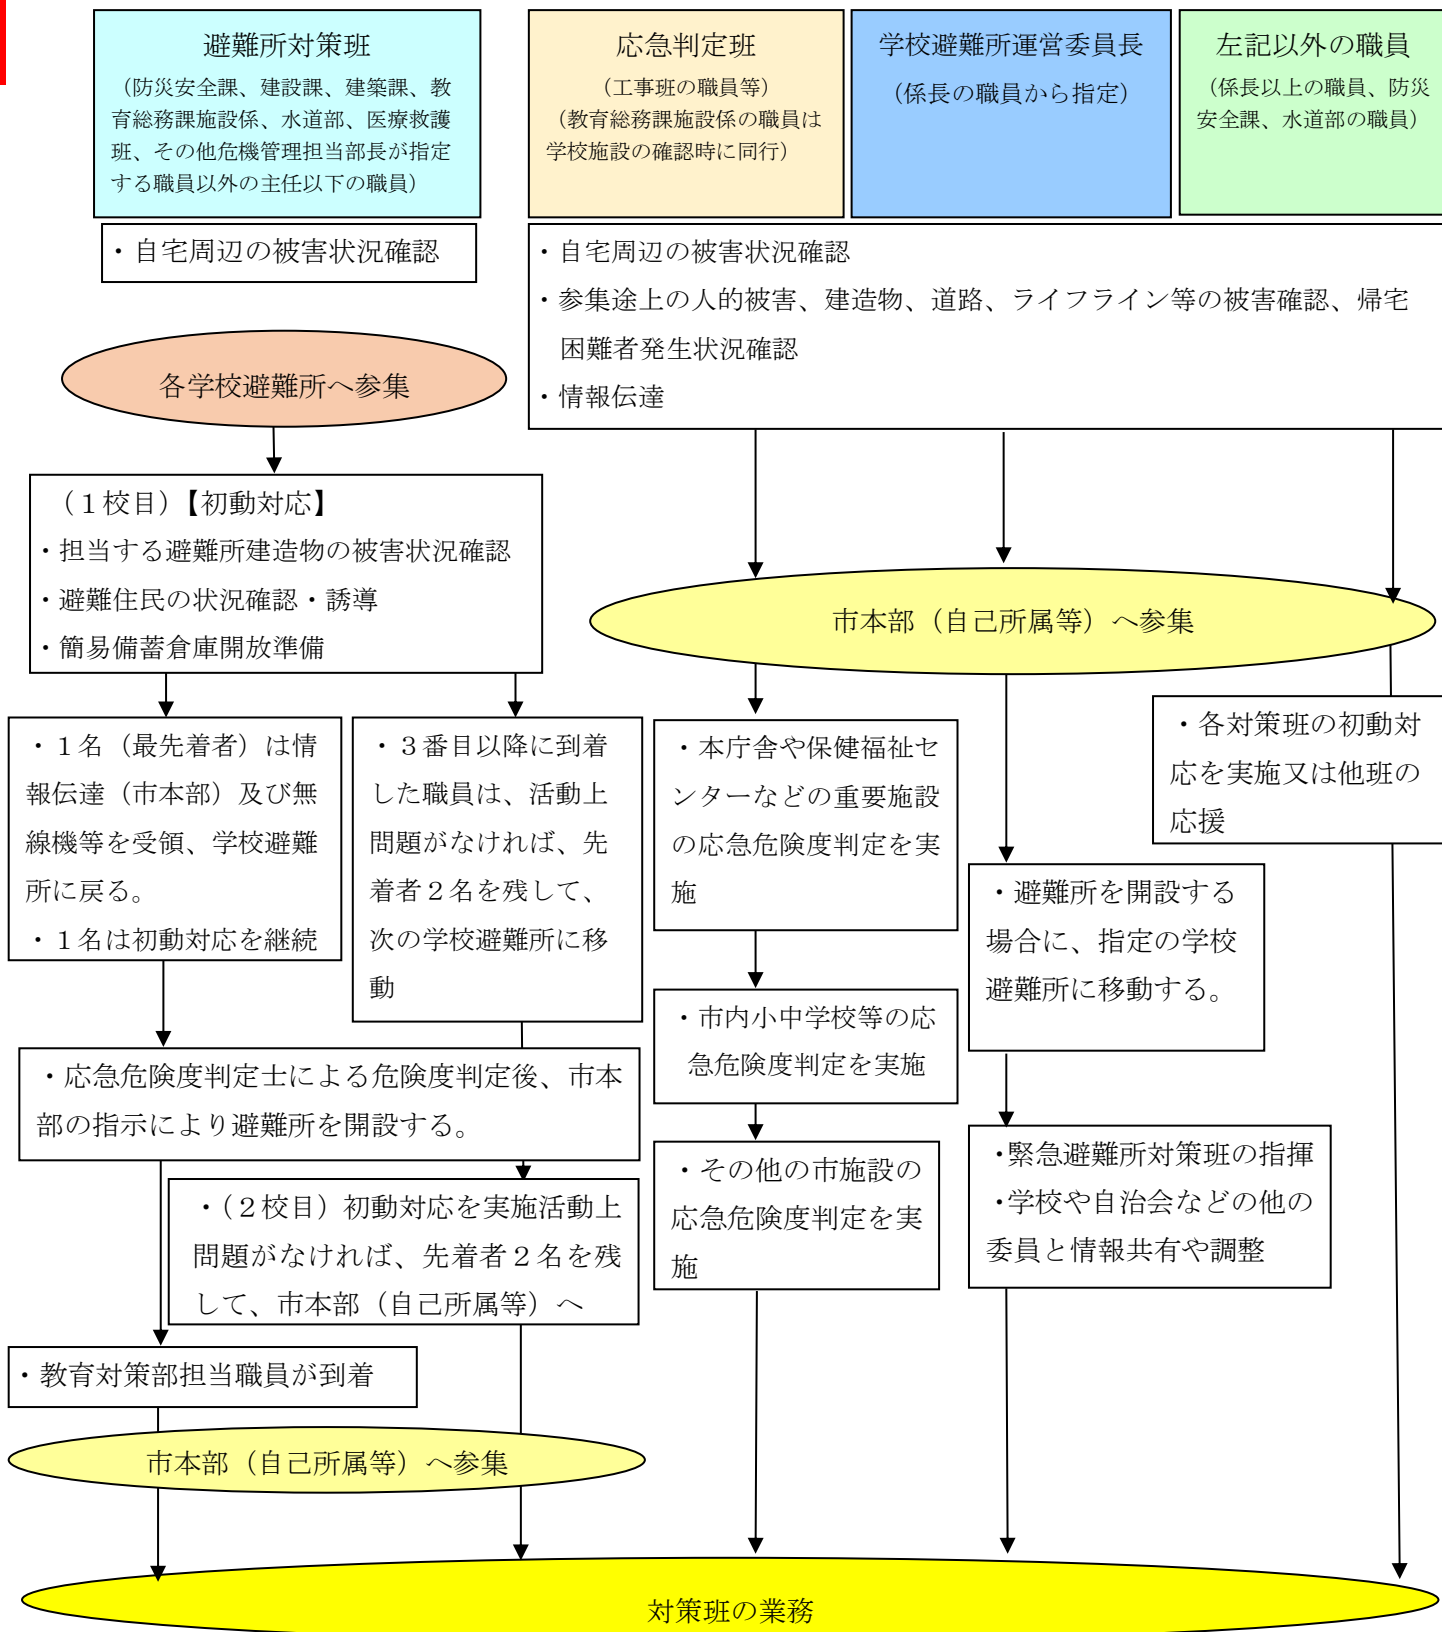 避難所対策班
（防災安全課、建設課、建築課、教
育総務課施設係、水道部、医療救護
班、その他危機管理担当部長が指定
する職員以外の主任以下の職員）
応急判定班
（工事班の職員等）
（教育総務課施設係の職員は
学校施設の確認時に同行）
学校避難所運営委員長
（係長の職員から指定）
左記以外の職員
（係長以上の職員、防災
安全課、水道部の職員）
・自宅周辺の被害状況確認
・自宅周辺の被害状況確認
・参集途上の人的被害、建造物、道路、ライフライン等の被害確認、帰宅
困難者発生状況確認
・情報伝達
各学校避難所へ参集
（１校目）【初動対応】
・担当する避難所建造物の被害状況確認
・避難住民の状況確認・誘導
・簡易備蓄倉庫開放準備
市本部（自己所属等）へ参集
・１名（最先着者）は情
報伝達（市本部）及び無
線機等を受領、学校避難
所に戻る。
・１名は初動対応を継続
・３番目以降に到着
した職員は、活動上
問題がなければ、先
着者２名を残して、
次の学校避難所に移
動
・本庁舎や保健福祉セ
ンターなどの重要施設
の応急危険度判定を実
施
・各対策班の初動対
応を実施又は他班の
応援
・避難所を開設する
場合に、指定の学校
避難所に移動する。
・市内小中学校等の応
急危険度判定を実施
・応急危険度判定士による危険度判定後、市本
部の指示により避難所を開設する。
・その他の市施設の
応急危険度判定を実
施
・緊急避難所対策班の指揮
・学校や自治会などの他の
委員と情報共有や調整
・（２校目）初動対応を実施活動上
問題がなければ、先着者２名を残
して、市本部（自己所属等）へ
・教育対策部担当職員が到着
市本部（自己所属等）へ参集
対策班の業務